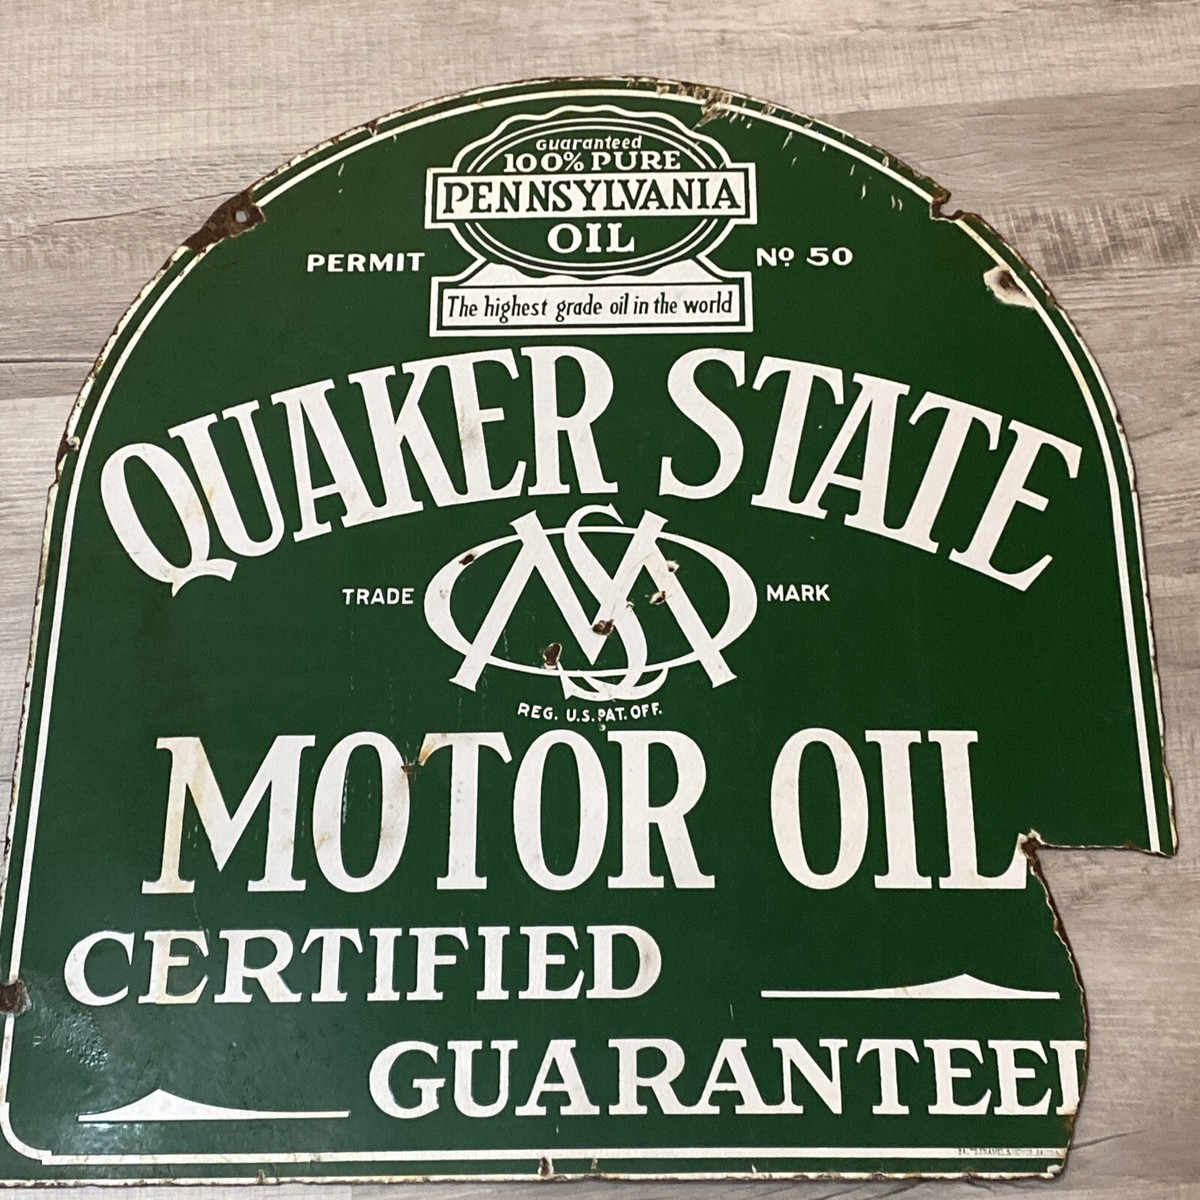 Guaranteed
100% PURE
PENNSYLVANIA
OIL
PERMIT No 50
The highest grade oil in the world
QUAKER STATE
TRADE MARK
REG. U.S. PAT. OFF.
MOTOR OIL
CERTIFIED
GUARANTEE